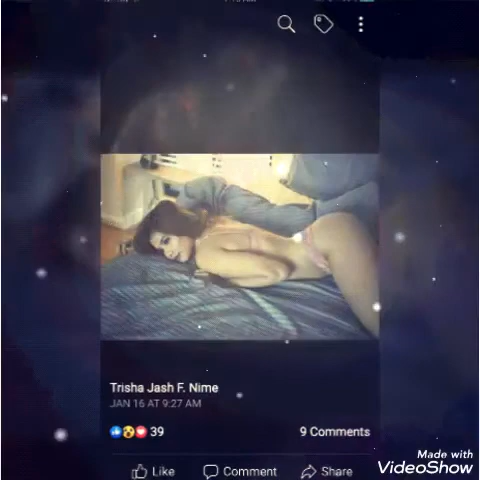 Trisha Jash F. Nime
JAN 16 AT 9:27 AM
39
9 Comments
Like
Comment
Share
Made with
VideoShow